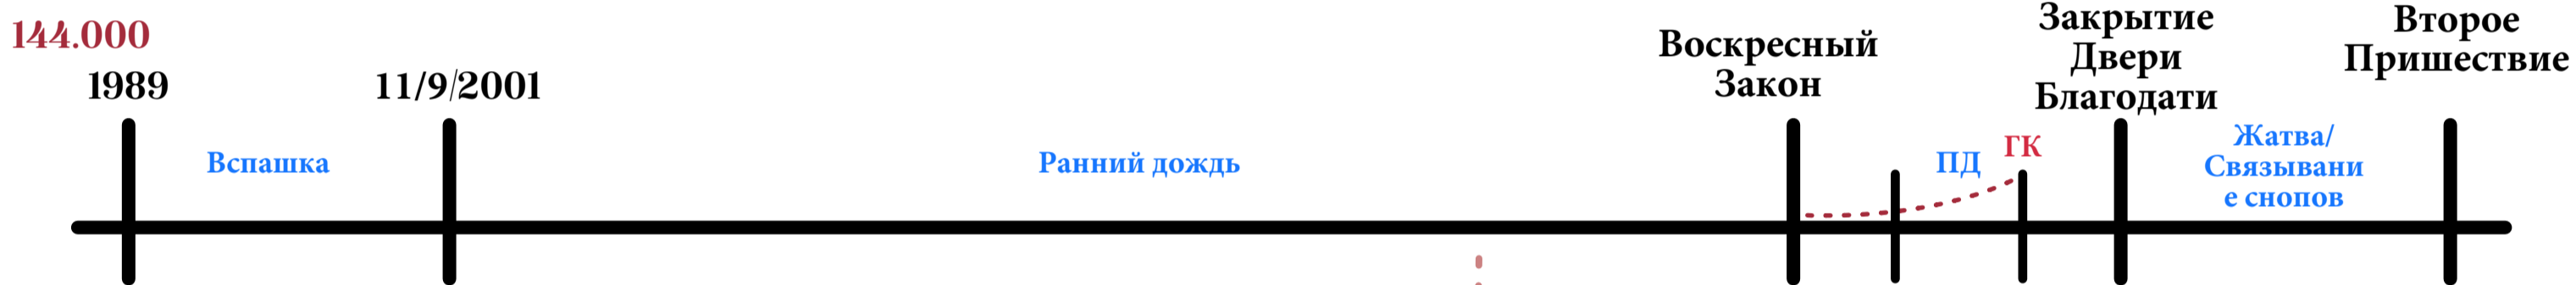 144.000
1989
11/9/2001
Воскресный
Закон
Закрытие
Двери
Благодати
Второе
Пришествие
Вспашка
Ранний дождь
ПД
ГК
Жатва/
Связывани
е снопов